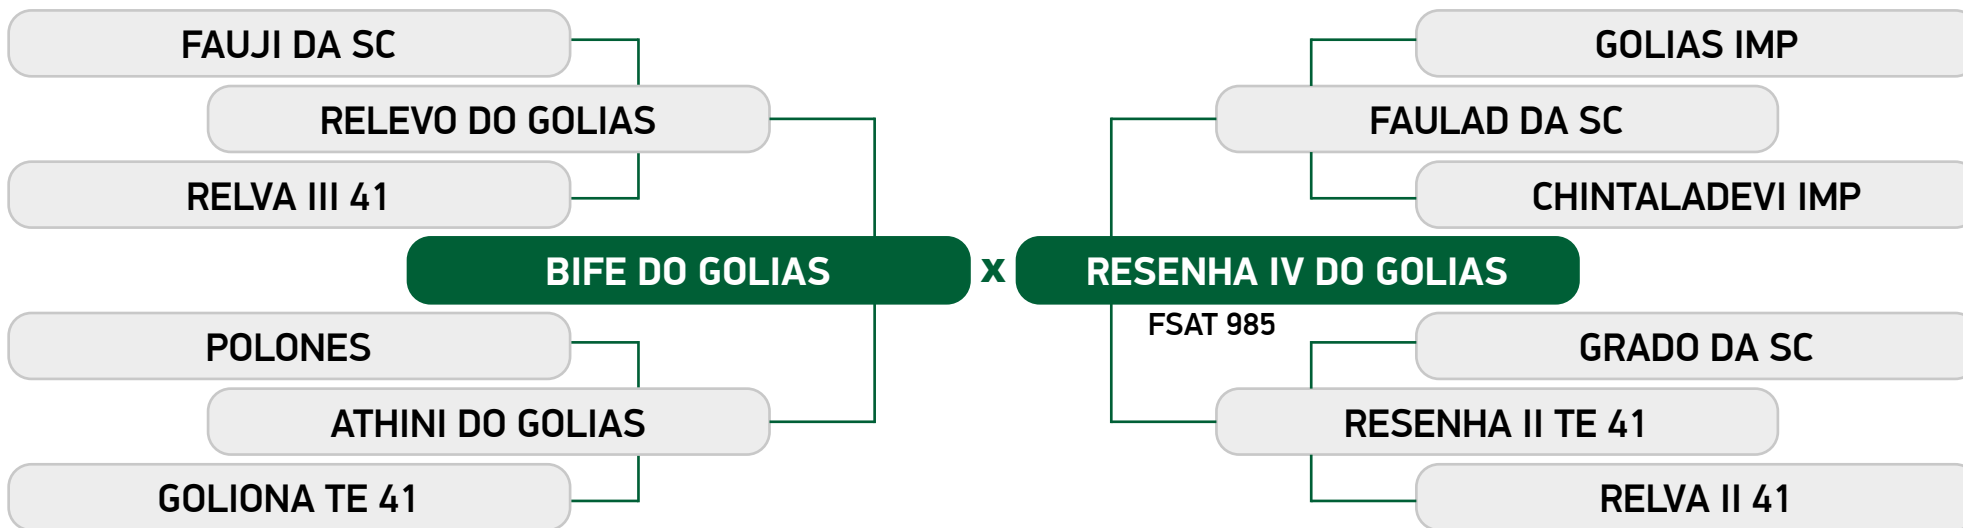 FAUJI DA SC
GOLIAS IMP
RELEVO DO GOLIAS
FAULAD DA SC
RELVA III 41
CHINTALADEVI IMP
BIFE DO GOLIAS
X
RESENHA IV DO GOLIAS
FSAT 985
POLONES
GRADO DA SC
ATHINI DO GOLIAS
RESENHA II TE 41
GOLIONA TE 41
RELVA II 41